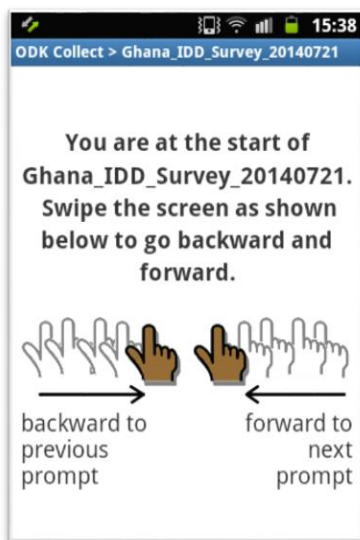 15:38
ODK Collect > Ghana_IDD_Survey_20140721
You are at the start of
Ghana_IDD_Survey_20140721.
Swipe the screen as shown
below to go backward and
forward.
backward to
previous
prompt
forward to
next
prompt